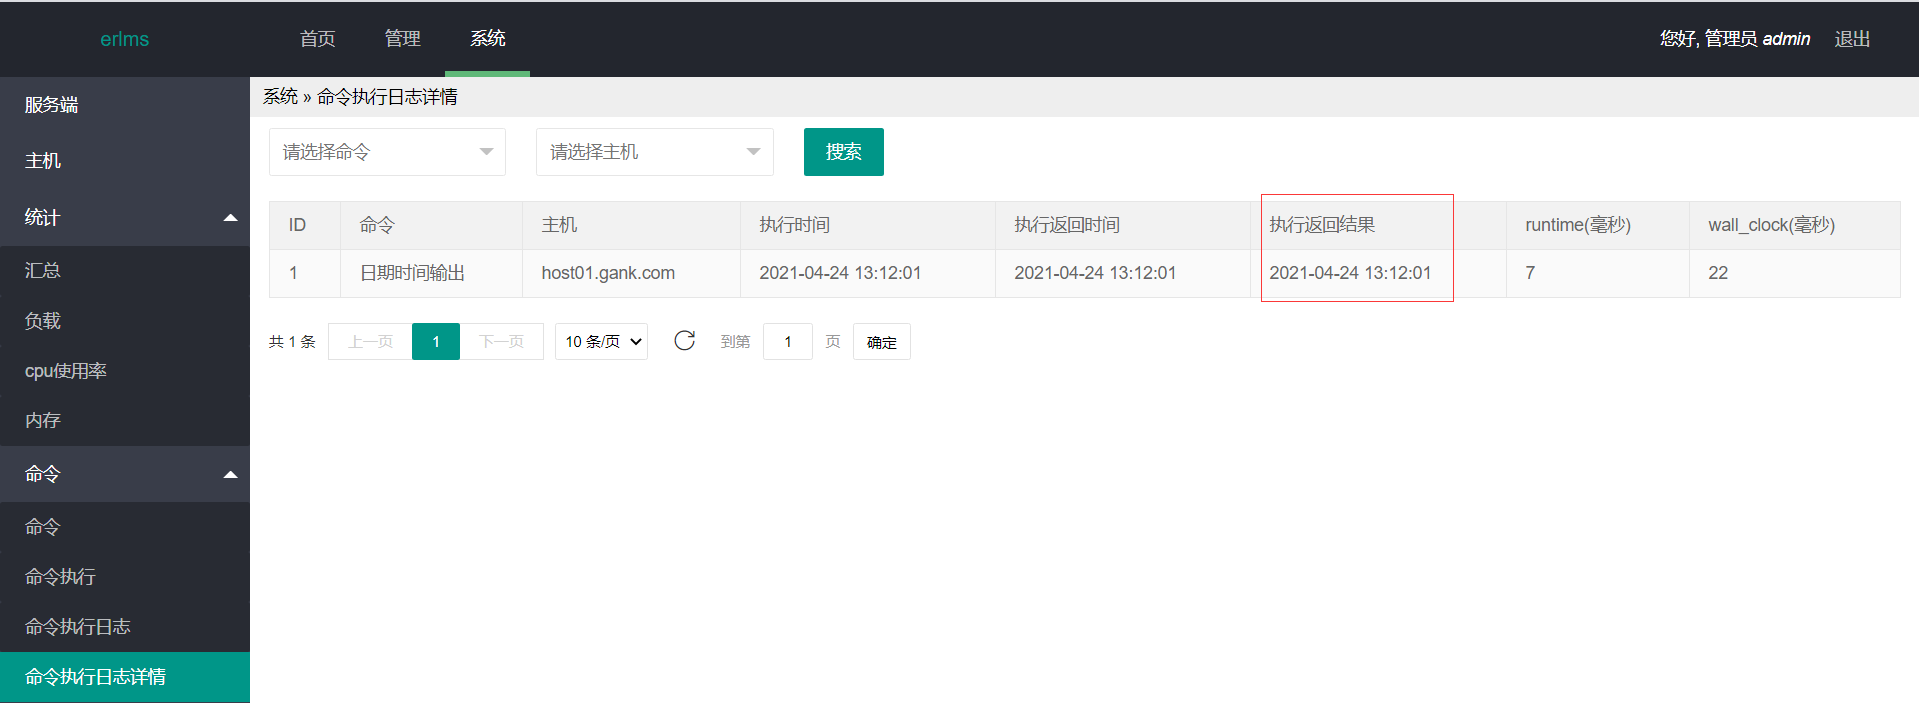 erlms 首页 管理 系统 您好, 管理员 admin 退出
服务端
主机
统计
汇总
负载
cpu使用率
内存
命令
命令
命令执行
命令执行日志
命令执行日志详情
系统 » 命令执行日志详情
请选择命令 请选择主机 搜索
ID 命令 主机 执行时间 执行返回时间 执行返回结果 runtime(毫秒) wall_clock(毫秒)
1 日期时间输出 host01.gank.com 2021-04-24 13:12:01 2021-04-24 13:12:01 2021-04-24 13:12:01 7 22
共 1 条 上一页 1 下一页 10 条/页 到第 1 页 确定